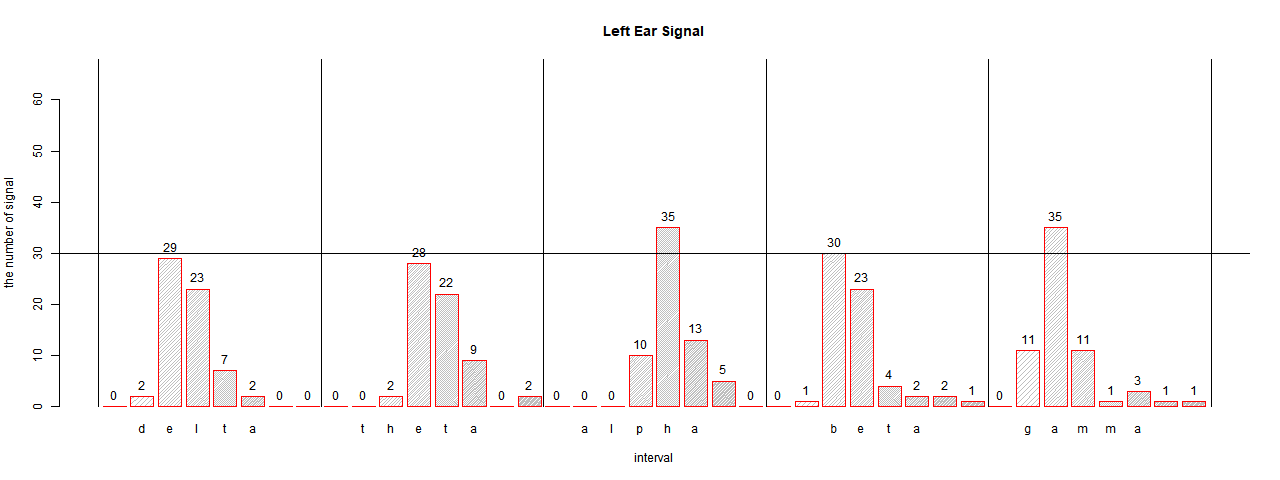 Left Ear Signal
the number of signal
60
50
40
30
20
10
0
0 2 29 23 7 2 0 0
0 0 2 28 22 9 0 2
0 0 0 10 35 13 5 0
0 1 30 23 4 2 2 1
0 11 35 11 1 3 1 1
d e l t a t h e t a a l p h a b e t a g a m m a
interval